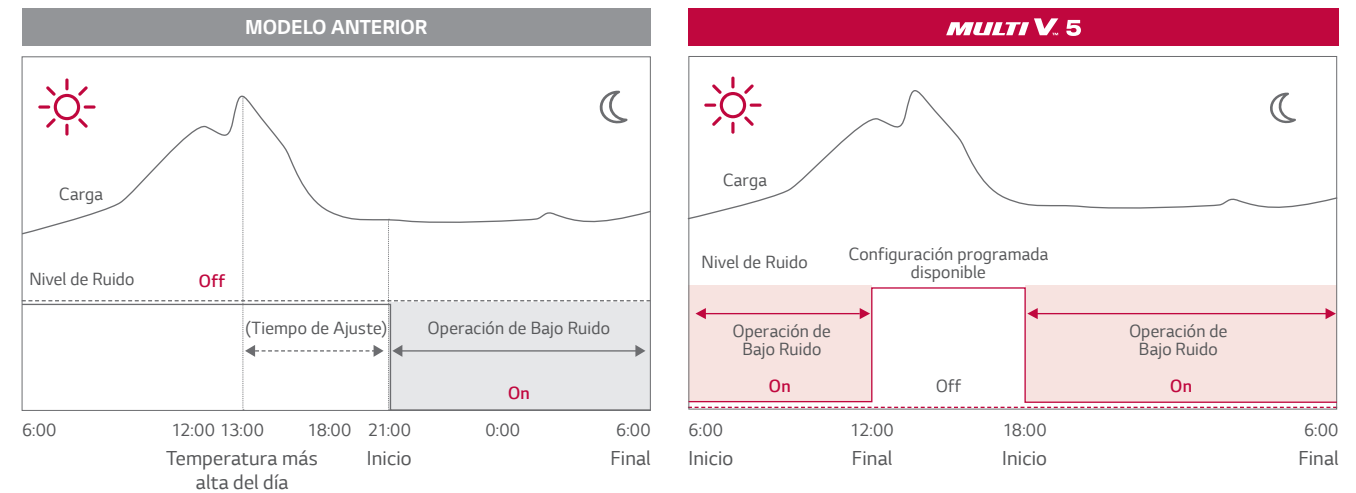 MODELO ANTERIOR
Carga
Nivel de Ruido
Off
(Tiempo de Ajuste)
Operación de Bajo Ruido
On
6:00 12:00 13:00 18:00 21:00 0:00 6:00
Temperatura más
alta del día
Inicio
Final
MULTI V™ 5
Carga
Nivel de Ruido
Configuración programada
disponible
Operación de
Bajo Ruido
On
Off
Operación de
Bajo Ruido
On
6:00 12:00 18:00 6:00
Inicio Final Inicio Final